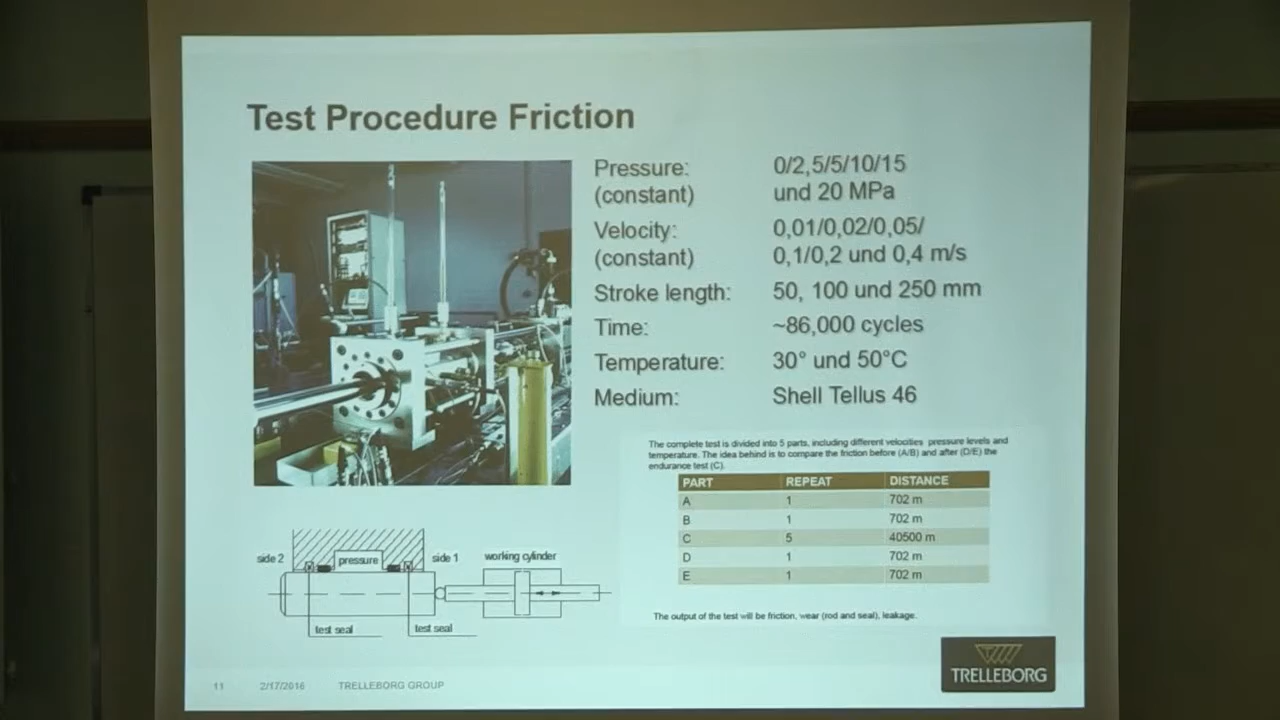 Test Procedure Friction
Pressure: 0/2,5/5/10/15
(constant) und 20 MPa
Velocity: 0,01/0,02/0,05/
(constant) 0,1/0,2 und 0,4 m/s
Stroke length: 50, 100 und 250 mm
Time: ~86,000 cycles
Temperature: 30° und 50°C
Medium: Shell Tellus 46
The complete test is divided into 5 parts, including different velocities pressure levels and
temperature. The idea behind is to compare the friction before (A/B) and after (D/E) the
endurance test (C).
PART REPEAT DISTANCE
A 1 702 m
B 1 702 m
C 5 40500 m
D 1 702 m
E 1 702 m
The output of the test will be friction, wear (rod and seal), leakage.
side 2 pressure side 1 working cylinder
test seal test seal
11 2/17/2016 TRELLEBORG GROUP
TRELLEBORG